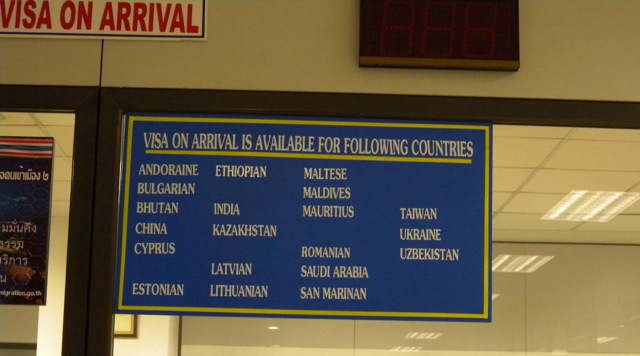 VISA ON ARRIVAL
VISA ON ARRIVAL IS AVAILABLE FOR FOLLOWING COUNTRIES
ANDORAINE ETHIOPIAN MALTESE
BULGARIAN MALDIVES
BHUTAN INDIA MAURITIUS TAIWAN
CHINA KAZAKHSTAN UKRAINE
CYPRUS ROMANIAN UZBEKISTAN
LATVIAN SAUDI ARABIA
ESTONIAN LITHUANIAN SAN MARINAN